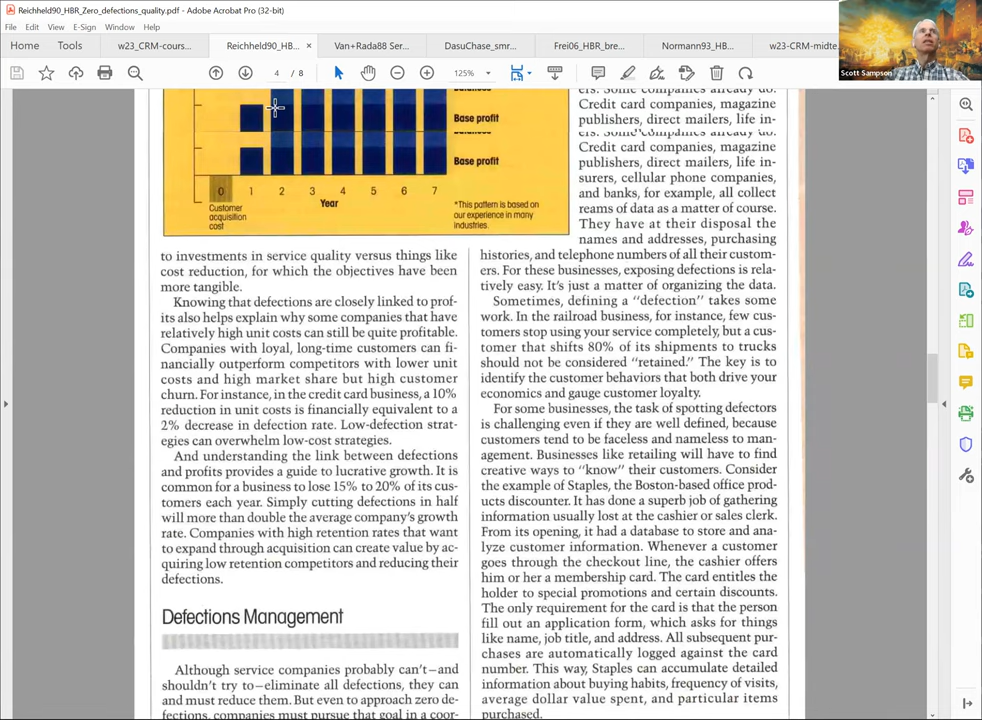 Reichheld90_HBR_Zero_defections_quality.pdf - Adobe Acrobat Pro (32-bit)
File Edit View E-Sign Window Help
Home Tools w23_CRM-cours... Reichheld90_HB... × Van+Rada88 Ser... DasuChase_smr... Frei06_HBR_bre... Normann93_HB... w23-CRM-midte
4 / 8 125%
Scott Sampson
Base profit
Base profit
0 1 2 3 4 5 6 7
Customer
acquisition
cost
Year
*This pattern is based on
our experience in many
industries.
to investments in service quality versus things like
cost reduction, for which the objectives have been
more tangible.
Knowing that defections are closely linked to prof-
its also helps explain why some companies that have
relatively high unit costs can still be quite profitable.
Companies with loyal, long-time customers can fi-
nancially outperform competitors with lower unit
costs and high market share but high customer
churn. For instance, in the credit card business, a 10%
reduction in unit costs is financially equivalent to a
2% decrease in defection rate. Low-defection strat-
egies can overwhelm low-cost strategies.
And understanding the link between defections
and profits provides a guide to lucrative growth. It is
common for a business to lose 15% to 20% of its cus-
tomers each year. Simply cutting defections in half
will more than double the average company's growth
rate. Companies with high retention rates that want
to expand through acquisition can create value by ac-
quiring low retention competitors and reducing their
defections.
Defections Management
Although service companies probably can't–and
shouldn't try to–eliminate all defections, they can
and must reduce them. But even to approach zero de-
fections, companies must pursue that goal in a coor-
ers. Some companies already do.
Credit card companies, magazine
publishers, direct mailers, life in-
ers. Some companies already do.
Credit card companies, magazine
publishers, direct mailers, life in-
surers, cellular phone companies,
and banks, for example, all collect
reams of data as a matter of course.
They have at their disposal the
names and addresses, purchasing
histories, and telephone numbers of all their custom-
ers. For these businesses, exposing defections is rela-
tively easy. It's just a matter of organizing the data.
Sometimes, defining a "defection" takes some
work. In the railroad business, for instance, few cus-
tomers stop using your service completely, but a cus-
tomer that shifts 80% of its shipments to trucks
should not be considered "retained." The key is to
identify the customer behaviors that both drive your
economics and gauge customer loyalty.
For some businesses, the task of spotting defectors
is challenging even if they are well defined, because
customers tend to be faceless and nameless to man-
agement. Businesses like retailing will have to find
creative ways to "know" their customers. Consider
the example of Staples, the Boston-based office prod-
ucts discounter. It has done a superb job of gathering
information usually lost at the cashier or sales clerk.
From its opening, it had a database to store and ana-
lyze customer information. Whenever a customer
goes through the checkout line, the cashier offers
him or her a membership card. The card entitles the
holder to special promotions and certain discounts.
The only requirement for the card is that the person
fill out an application form, which asks for things
like name, job title, and address. All subsequent pur-
chases are automatically logged against the card
number. This way, Staples can accumulate detailed
information about buying habits, frequency of visits,
average dollar value spent, and particular items
purchased.